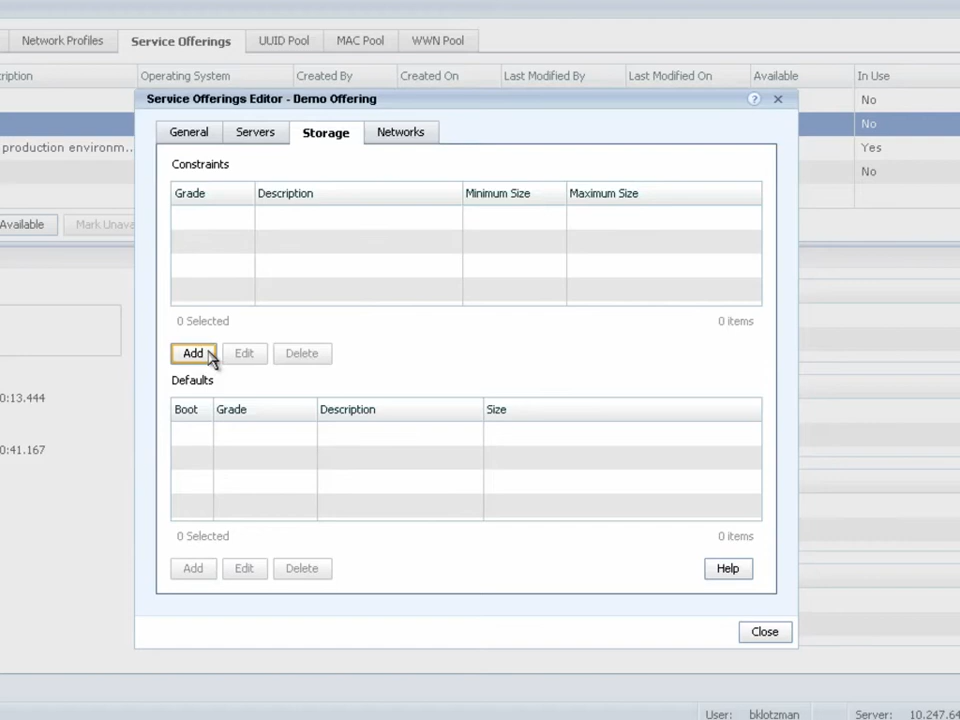 Network Profiles Service Offerings UUID Pool MAC Pool WWN Pool
ription Operating System Created By Created On Last Modified By Last Modified On Available In Use
Service Offerings Editor - Demo Offering ? No
No
General Servers Storage Networks
production environm... Yes
Constraints
No
Grade Description Minimum Size Maximum Size
Available Mark Unava
0 Selected 0 items
Add Edit Delete
Defaults
0:13.444
Boot Grade Description Size
0:41.167
0 Selected 0 items
Add Edit Delete Help
Close
User: bklotzman Server: 10.247.64